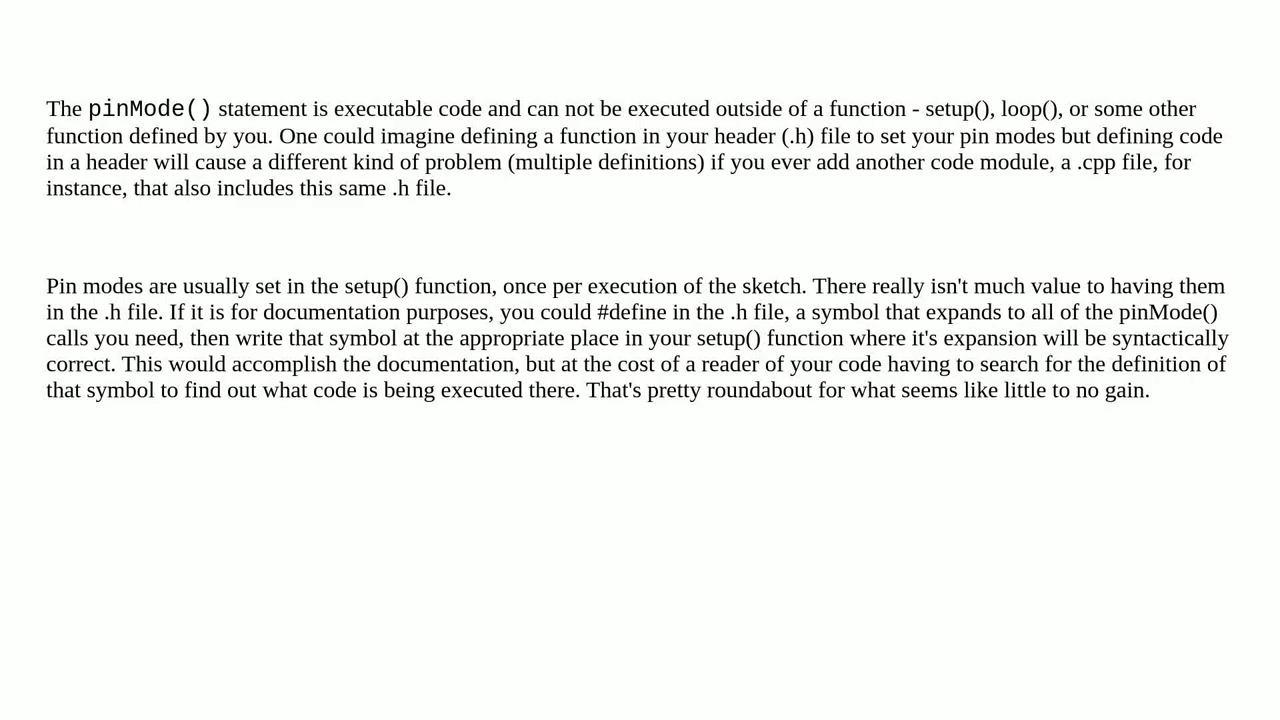 The pinMode() statement is executable code and can not be executed outside of a function - setup(), loop(), or some other
function defined by you. One could imagine defining a function in your header (.h) file to set your pin modes but defining code
in a header will cause a different kind of problem (multiple definitions) if you ever add another code module, a .cpp file, for
instance, that also includes this same .h file.
Pin modes are usually set in the setup() function, once per execution of the sketch. There really isn't much value to having them
in the .h file. If it is for documentation purposes, you could #define in the .h file, a symbol that expands to all of the pinMode()
calls you need, then write that symbol at the appropriate place in your setup() function where it's expansion will be syntactically
correct. This would accomplish the documentation, but at the cost of a reader of your code having to search for the definition of
that symbol to find out what code is being executed there. That's pretty roundabout for what seems like little to no gain.